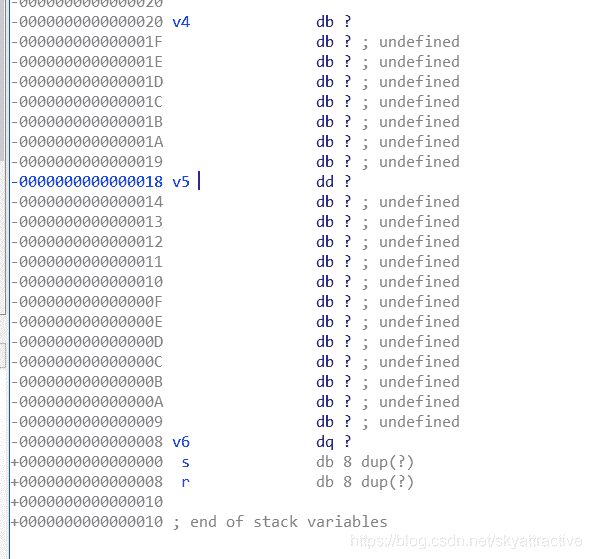 -0000000000000020
-0000000000000020 v4 db ?
-000000000000001F db ? ; undefined
-000000000000001E db ? ; undefined
-000000000000001D db ? ; undefined
-000000000000001C db ? ; undefined
-000000000000001B db ? ; undefined
-000000000000001A db ? ; undefined
-0000000000000019 db ? ; undefined
-0000000000000018 v5 dd ?
-0000000000000014 db ? ; undefined
-0000000000000013 db ? ; undefined
-0000000000000012 db ? ; undefined
-0000000000000011 db ? ; undefined
-0000000000000010 db ? ; undefined
-000000000000000F db ? ; undefined
-000000000000000E db ? ; undefined
-000000000000000D db ? ; undefined
-000000000000000C db ? ; undefined
-000000000000000B db ? ; undefined
-000000000000000A db ? ; undefined
-0000000000000009 db ? ; undefined
-0000000000000008 v6 dq ?
+0000000000000000 s db 8 dup(?)
+0000000000000008 r db 8 dup(?)
+0000000000000010
+0000000000000010 ; end of stack variables
https://blog.csdn.net/skyattractive